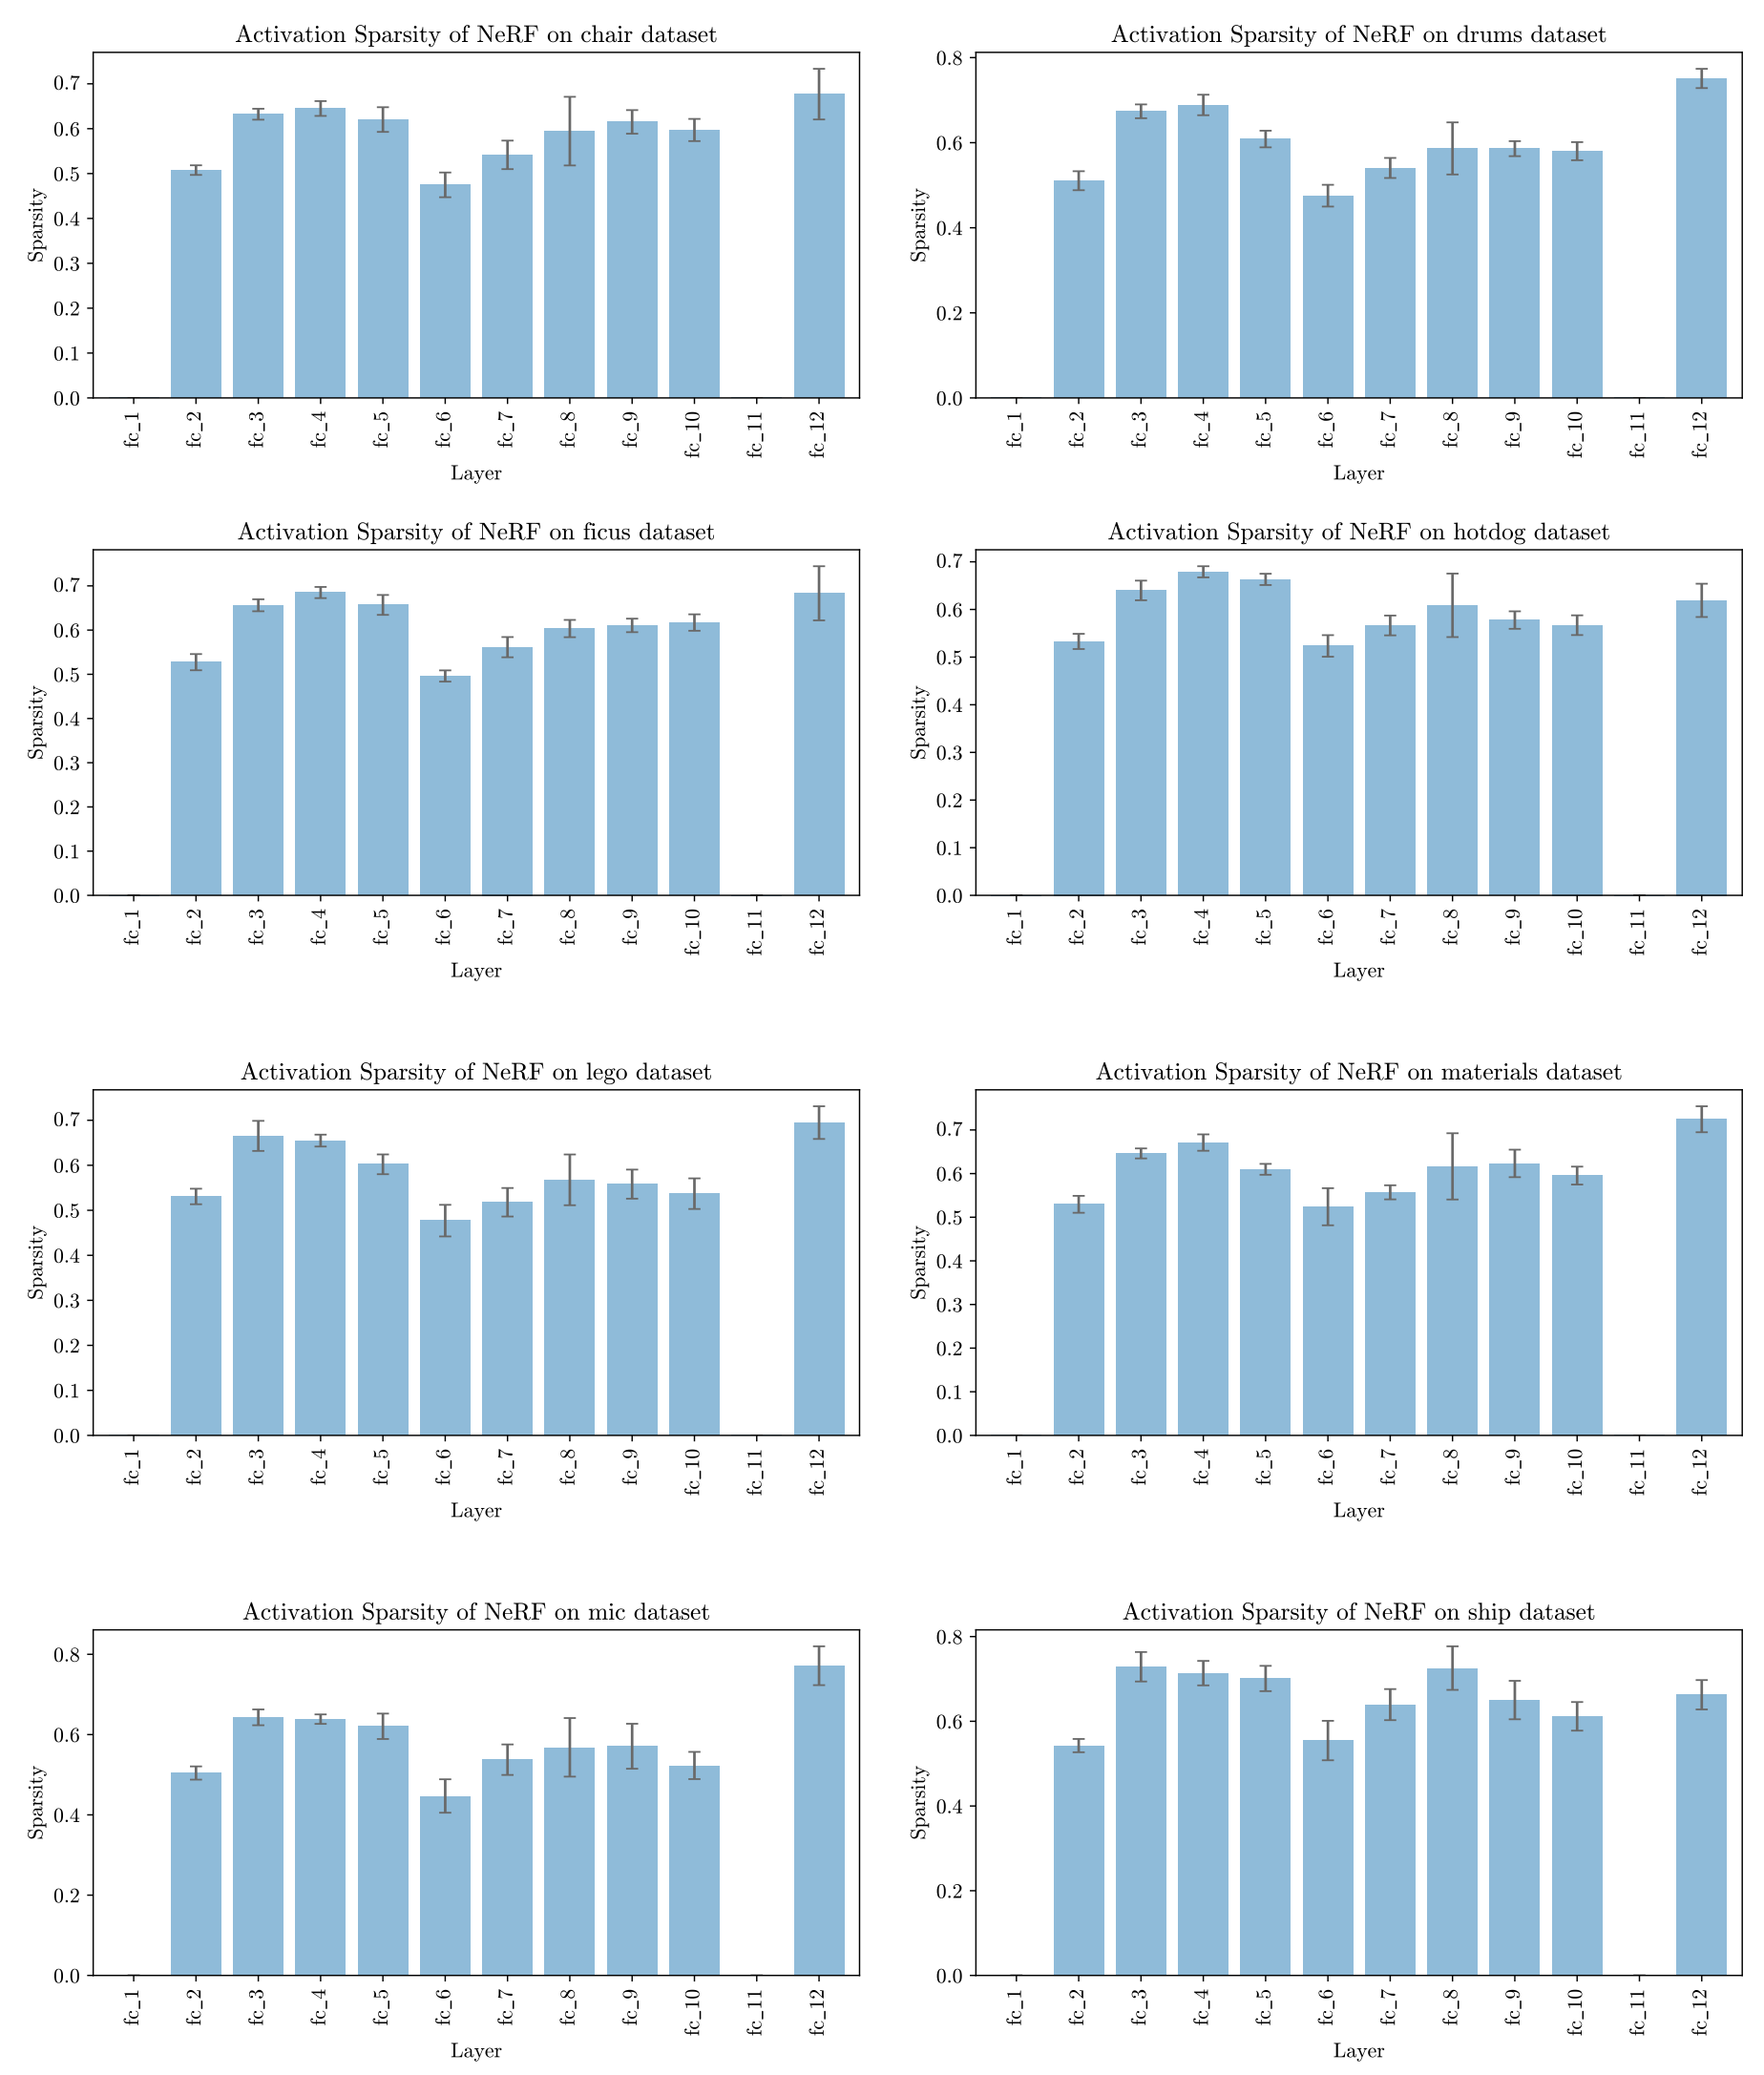 Activation Sparsity of NeRF on chair dataset
Sparsity
0.7
0.6
0.5
0.4
0.3
0.2
0.1
0.0
fc_1 fc_2 fc_3 fc_4 fc_5 fc_6 fc_7 fc_8 fc_9 fc_10 fc_11 fc_12
Layer
Activation Sparsity of NeRF on drums dataset
Sparsity
0.8
0.6
0.4
0.2
0.0
fc_1 fc_2 fc_3 fc_4 fc_5 fc_6 fc_7 fc_8 fc_9 fc_10 fc_11 fc_12
Layer
Activation Sparsity of NeRF on ficus dataset
Sparsity
0.7
0.6
0.5
0.4
0.3
0.2
0.1
0.0
fc_1 fc_2 fc_3 fc_4 fc_5 fc_6 fc_7 fc_8 fc_9 fc_10 fc_11 fc_12
Layer
Activation Sparsity of NeRF on hotdog dataset
Sparsity
0.7
0.6
0.5
0.4
0.3
0.2
0.1
0.0
fc_1 fc_2 fc_3 fc_4 fc_5 fc_6 fc_7 fc_8 fc_9 fc_10 fc_11 fc_12
Layer
Activation Sparsity of NeRF on lego dataset
Sparsity
0.7
0.6
0.5
0.4
0.3
0.2
0.1
0.0
fc_1 fc_2 fc_3 fc_4 fc_5 fc_6 fc_7 fc_8 fc_9 fc_10 fc_11 fc_12
Layer
Activation Sparsity of NeRF on materials dataset
Sparsity
0.7
0.6
0.5
0.4
0.3
0.2
0.1
0.0
fc_1 fc_2 fc_3 fc_4 fc_5 fc_6 fc_7 fc_8 fc_9 fc_10 fc_11 fc_12
Layer
Activation Sparsity of NeRF on mic dataset
Sparsity
0.8
0.6
0.4
0.2
0.0
fc_1 fc_2 fc_3 fc_4 fc_5 fc_6 fc_7 fc_8 fc_9 fc_10 fc_11 fc_12
Layer
Activation Sparsity of NeRF on ship dataset
Sparsity
0.8
0.6
0.4
0.2
0.0
fc_1 fc_2 fc_3 fc_4 fc_5 fc_6 fc_7 fc_8 fc_9 fc_10 fc_11 fc_12
Layer